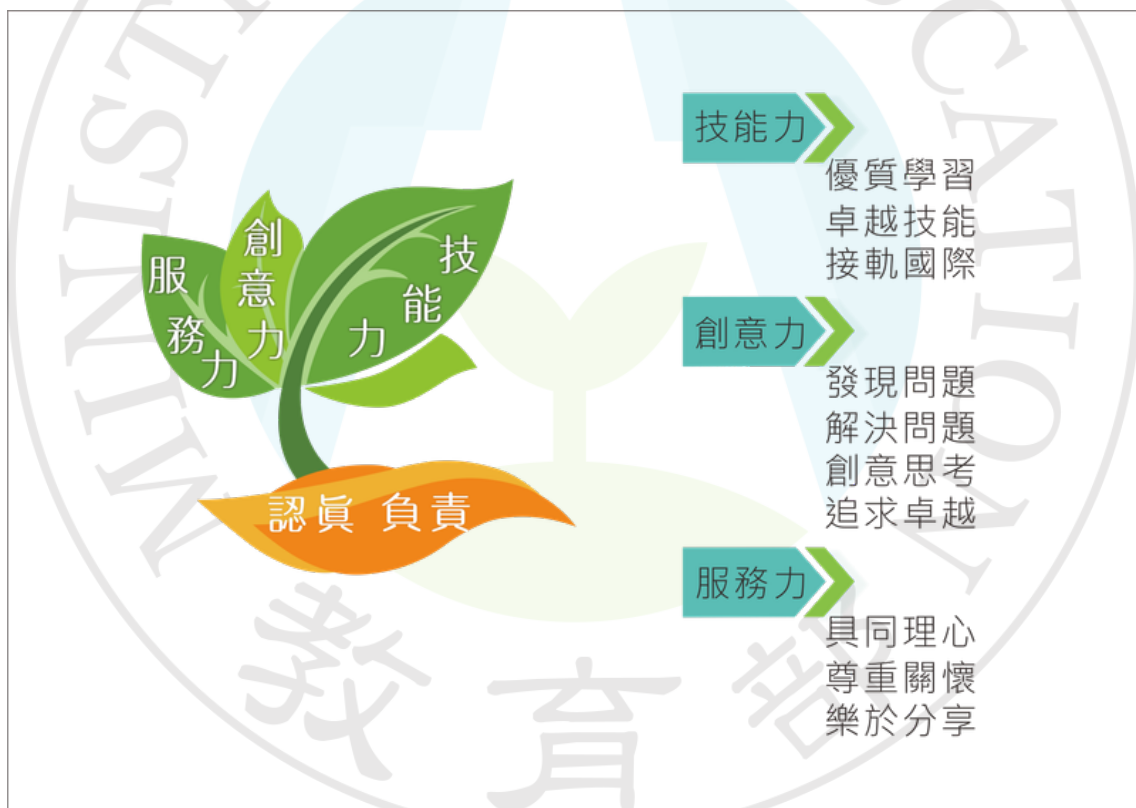 服務力
創意力
技能力
認眞 負責
技能力
優質學習
卓越技能
接軌國際
創意力
發現問題
解決問題
創意思考
追求卓越
服務力
具同理心
尊重關懷
樂於分享
教育部